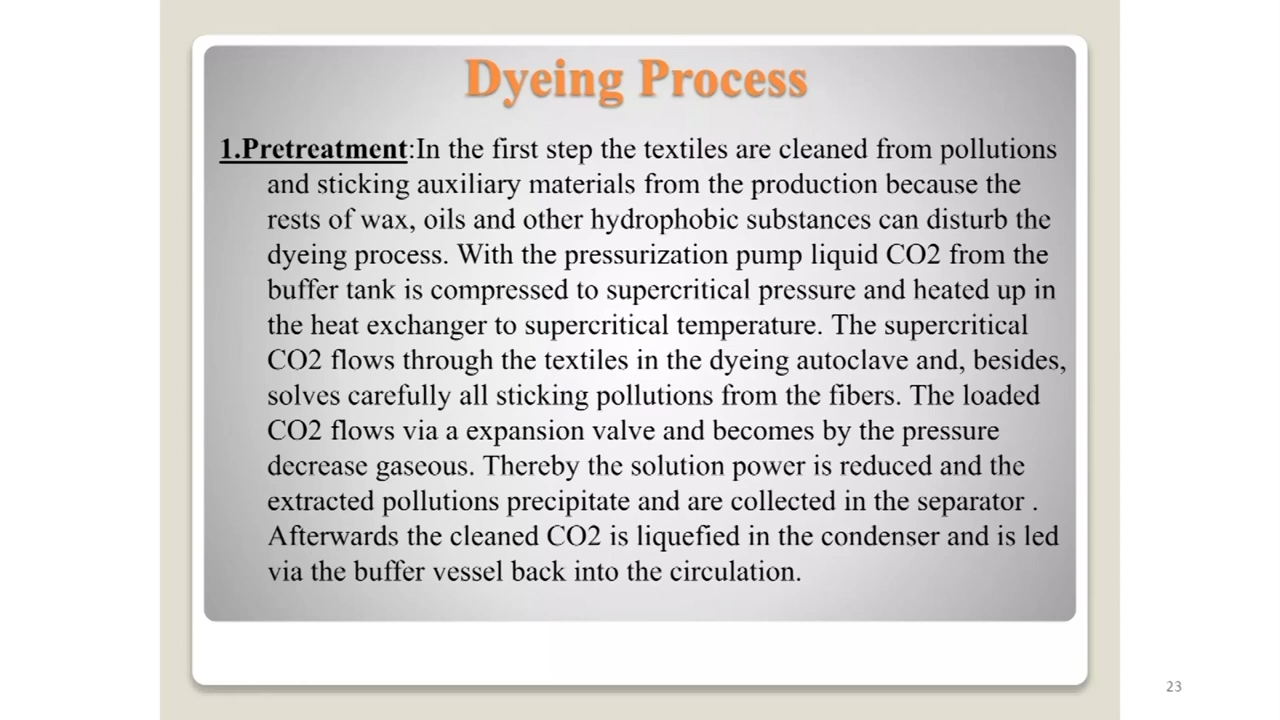 Dyeing Process
1.Pretreatment:In the first step the textiles are cleaned from pollutions
and sticking auxiliary materials from the production because the
rests of wax, oils and other hydrophobic substances can disturb the
dyeing process. With the pressurization pump liquid CO2 from the
buffer tank is compressed to supercritical pressure and heated up in
the heat exchanger to supercritical temperature. The supercritical
CO2 flows through the textiles in the dyeing autoclave and, besides,
solves carefully all sticking pollutions from the fibers. The loaded
CO2 flows via a expansion valve and becomes by the pressure
decrease gaseous. Thereby the solution power is reduced and the
extracted pollutions precipitate and are collected in the separator .
Afterwards the cleaned CO2 is liquefied in the condenser and is led
via the buffer vessel back into the circulation.
23